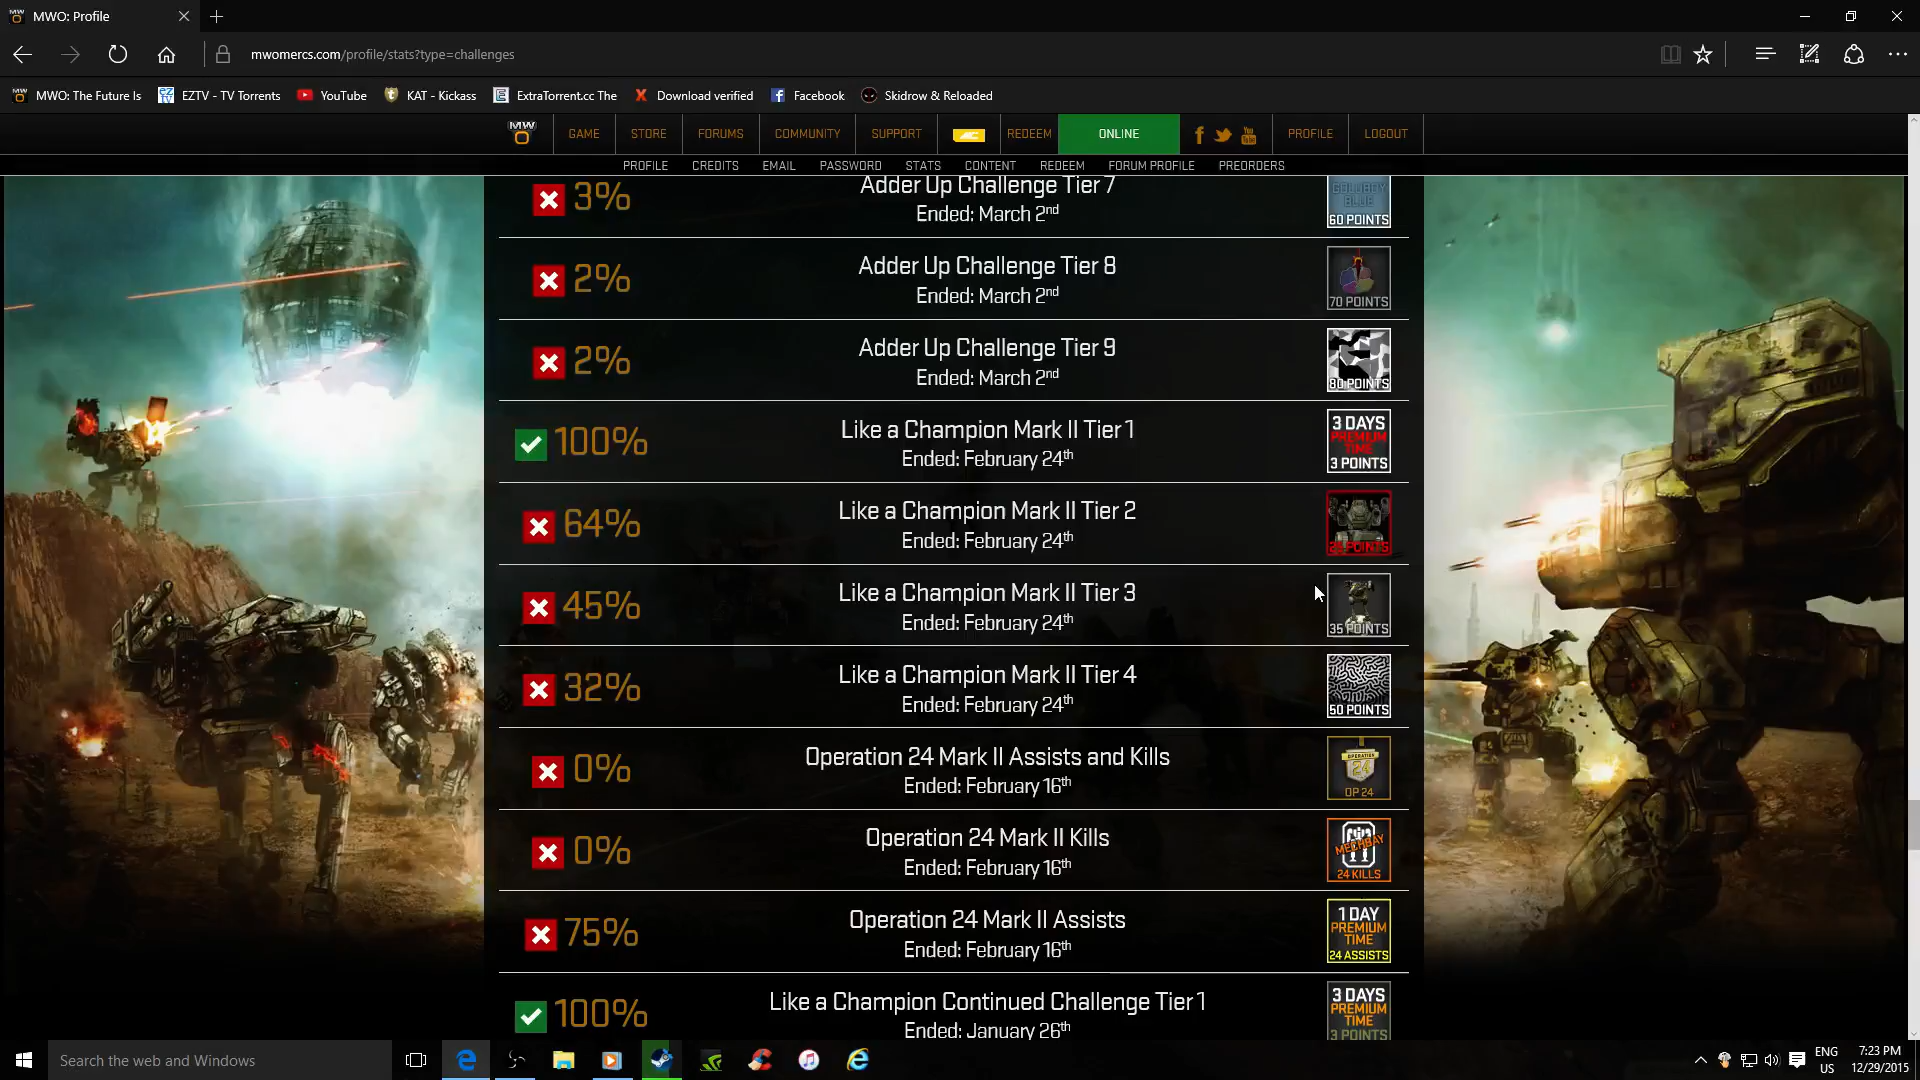 MWO: Profile
mwomercs.com/profile/stats?type=challenges
MWO: The Future Is
EZTV - TV Torrents
YouTube
KAT - Kickass
ExtraTorrent.cc The
Download verified
Facebook
Skidrow & Reloaded
MW
GAME
STORE
FORUMS
COMMUNITY
SUPPORT
MC
REDEEM
ONLINE
PROFILE
LOGOUT
PROFILE
CREDITS
EMAIL
PASSWORD
STATS
CONTENT
REDEEM
FORUM PROFILE
PREORDERS
3%
Adder Up Challenge Tier 7
Ended: March 2nd
BLUE
60 POINTS
2%
Adder Up Challenge Tier 8
Ended: March 2nd
70 POINTS
2%
Adder Up Challenge Tier 9
Ended: March 2nd
80 POINTS
100%
Like a Champion Mark II Tier 1
Ended: February 24th
3 DAYS
PREMIUM
TIME
3 POINTS
64%
Like a Champion Mark II Tier 2
Ended: February 24th
25 POINTS
45%
Like a Champion Mark II Tier 3
Ended: February 24th
35 POINTS
32%
Like a Champion Mark II Tier 4
Ended: February 24th
50 POINTS
0%
Operation 24 Mark II Assists and Kills
Ended: February 16th
OPERATION
24
OP 24
0%
Operation 24 Mark II Kills
Ended: February 16th
MECHBAY
24 KILLS
75%
Operation 24 Mark II Assists
Ended: February 16th
1 DAY
PREMIUM
TIME
24 ASSISTS
100%
Like a Champion Continued Challenge Tier 1
Ended: January 26th
3 DAYS
PREMIUM
TIME
3 POINTS
Search the web and Windows
ENG
US
7:23 PM
12/29/2015